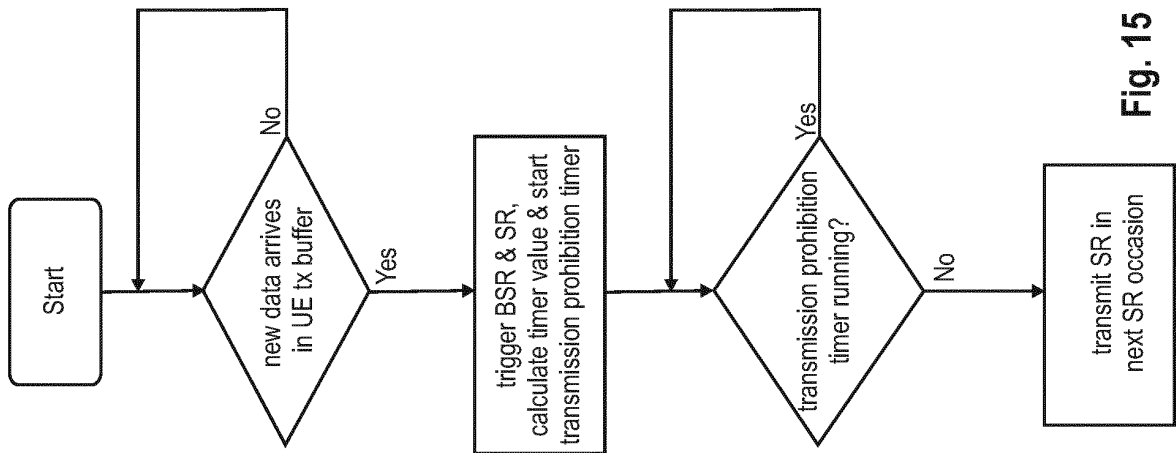 Start
new data arrives
in UE tx buffer
No
Yes
trigger BSR & SR,
calculate timer value & start
transmission prohibition timer
transmission prohibition
timer running?
Yes
No
transmit SR in
next SR occasion
Fig. 15